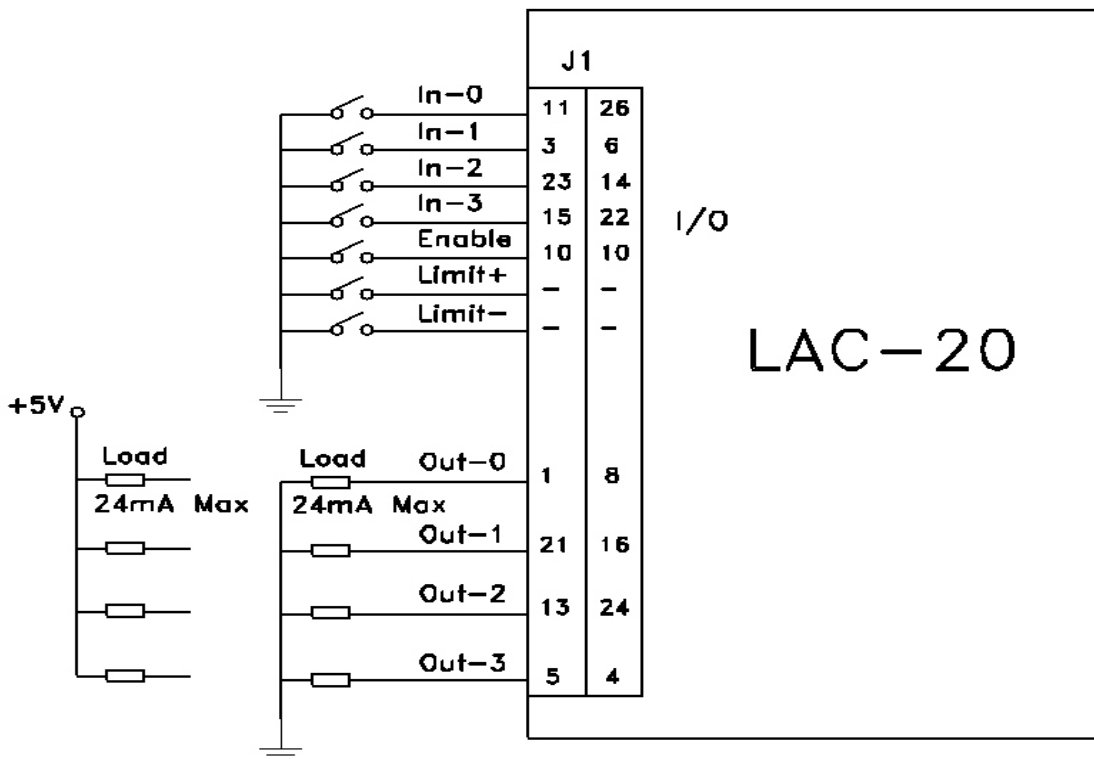 J1
In-0 11 26
In-1 3 6
In-2 23 14
In-3 15 22
Enable 10 10
Limit+ - -
Limit- - -
I/O
LAC-20
+5V
Load Load Out-0 1 8
24mA Max 24mA Max
Out-1 21 16
Out-2 13 24
Out-3 5 4